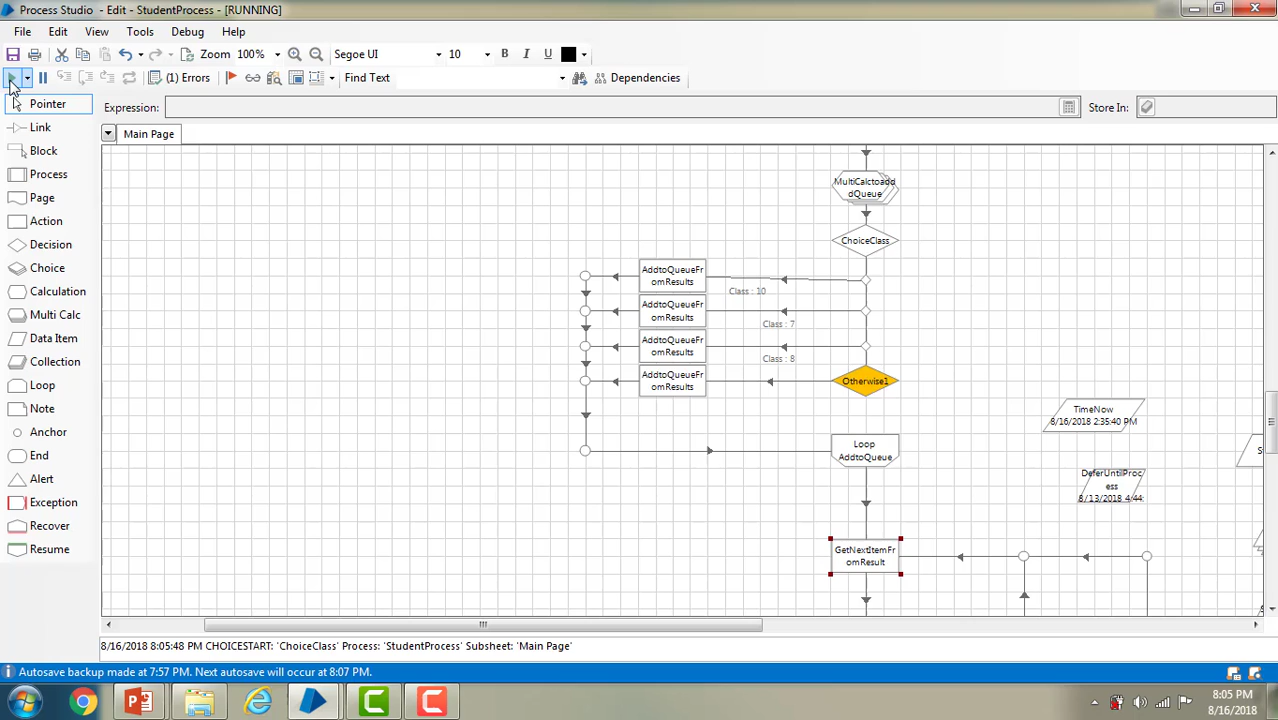 Process Studio - Edit - StudentProcess - [RUNNING]
File Edit View Tools Debug Help
Zoom 100% Segoe UI 10 B I U
(1) Errors Find Text Dependencies
Pointer
Expression: Store In:
Link
Main Page
Block
Process
Page
Action
Decision
Choice
Calculation
Multi Calc
Data Item
Collection
Loop
Note
Anchor
End
Alert
Exception
Recover
Resume
MultiCalctoad
dQueue
ChoiceClass
AddtoQueueFr
omResults
Class : 10
AddtoQueueFr
omResults
Class : 7
AddtoQueueFr
omResults
Class : 8
AddtoQueueFr
omResults
Otherwise1
TimeNow
8/16/2018 2:35:40 PM
Loop
AddtoQueue
DeferUntilProc
ess
8/13/2018 4:44:
GetNextItemFr
omResult
8/16/2018 8:05:48 PM CHOICESTART: 'ChoiceClass' Process: 'StudentProcess' Subsheet: 'Main Page'
Autosave backup made at 7:57 PM. Next autosave will occur at 8:07 PM.
8:05 PM
8/16/2018